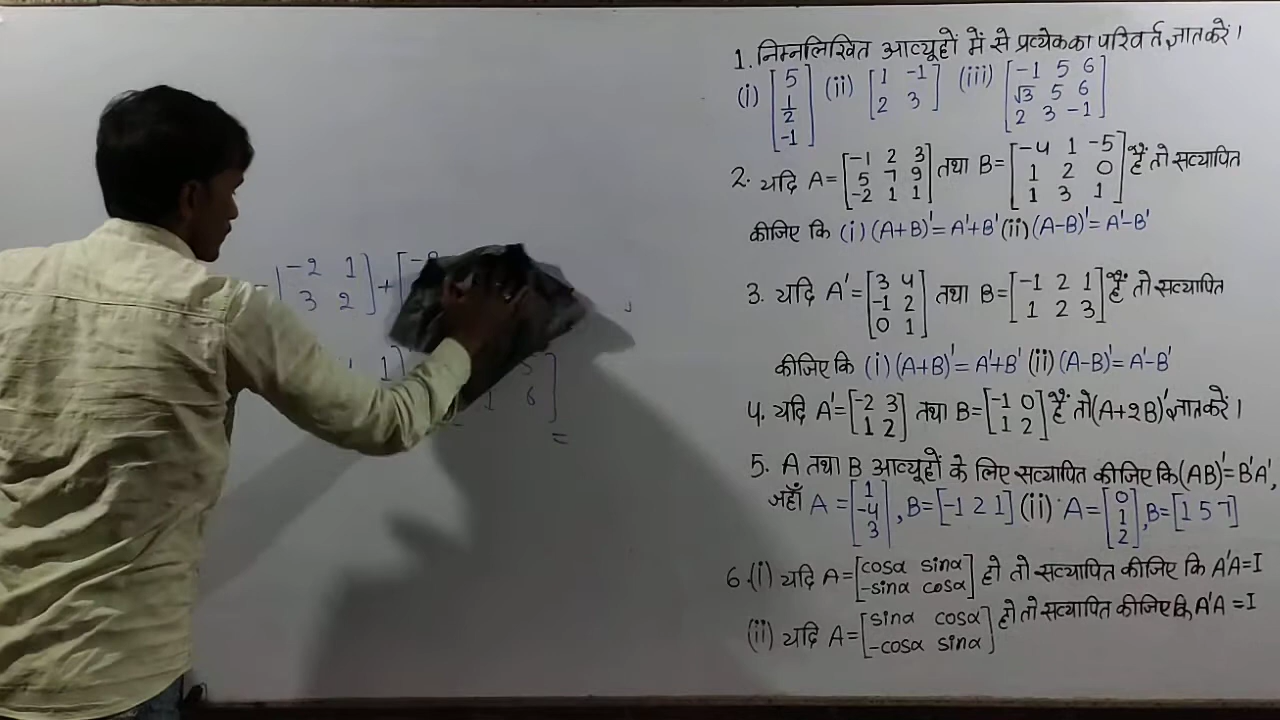 1. निम्नलिखित आव्यूहों में से प्रत्येक का परिवर्त ज्ञात करें।
(i) [5 1/2 -1] (ii) [1 -1 2 3] (iii) [-1 5 6 √3 5 6 2 3 -1]
2. यदि A = [-1 2 3 5 7 9 -2 1 1] तथा B = [-4 1 -5 1 2 0 1 3 1] हैं तो सत्यापित
कीजिए कि (i) (A+B)' = A'+B' (ii) (A-B)' = A'-B'
3. यदि A' = [3 4 -1 2 0 1] तथा B = [-1 2 1 1 2 3] हैं तो सत्यापित
कीजिए कि (i) (A+B)' = A'+B' (ii) (A-B)' = A'-B'
4. यदि A' = [-2 3 1 2] तथा B = [-1 0 1 2] हैं तो (A+2B)' ज्ञात करें।
5. A तथा B आव्यूहों के लिए सत्यापित कीजिए कि (AB)' = B'A',
जहाँ A = [1 -4 3], B = [-1 2 1] (ii) A = [0 1 2], B = [1 5 7]
6.(i) यदि A = [cosα sinα -sinα cosα] हो तो सत्यापित कीजिए कि A'A = I
(ii) यदि A = [sinα cosα -cosα sinα] हो तो सत्यापित कीजिए कि A'A = I
[-2 1 3 2] + [
1]
1 6] =